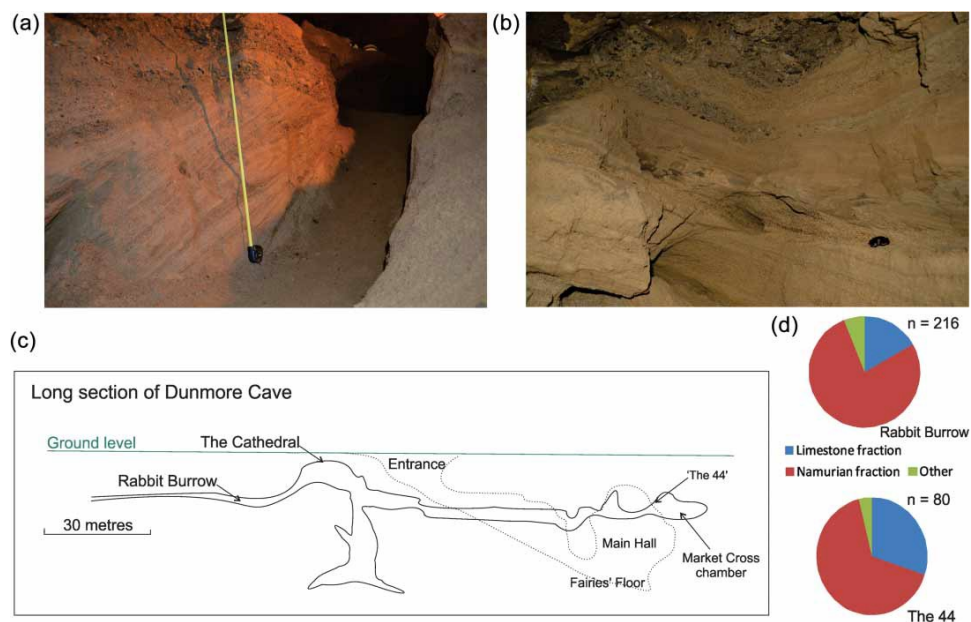 (a)
(b)
(c)
Long section of Dunmore Cave
Ground level
The Cathedral
Entrance
Rabbit Burrow
'The 44'
30 metres
Main Hall
Market Cross
chamber
Fairies' Floor
(d)
n = 216
Rabbit Burrow
Limestone fraction
Namurian fraction
Other
n = 80
The 44